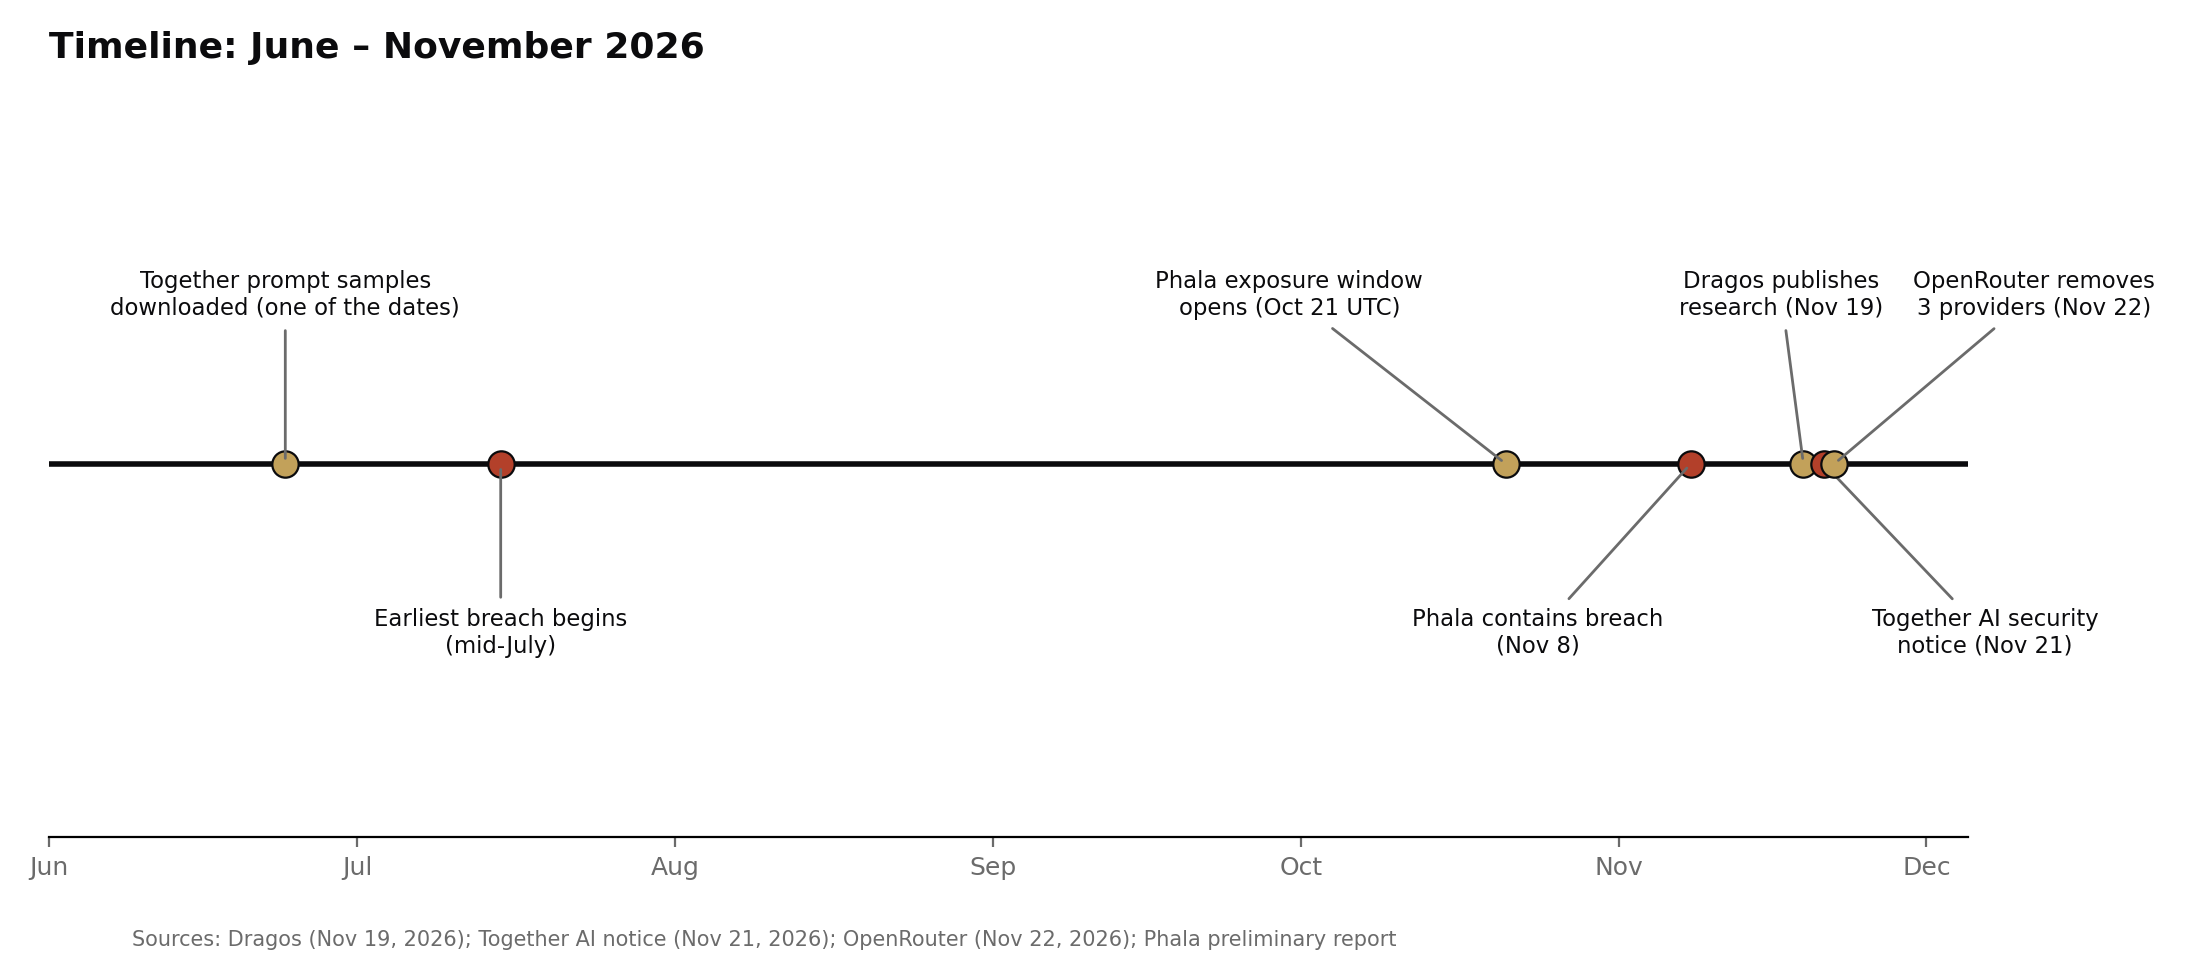 Timeline: June – November 2026
Together prompt samples
downloaded (one of the dates)
Phala exposure window
opens (Oct 21 UTC)
Dragos publishes
research (Nov 19)
OpenRouter removes
3 providers (Nov 22)
Earliest breach begins
(mid-July)
Phala contains breach
(Nov 8)
Together AI security
notice (Nov 21)
Jun
Jul
Aug
Sep
Oct
Nov
Dec
Sources: Dragos (Nov 19, 2026); Together AI notice (Nov 21, 2026); OpenRouter (Nov 22, 2026); Phala preliminary report